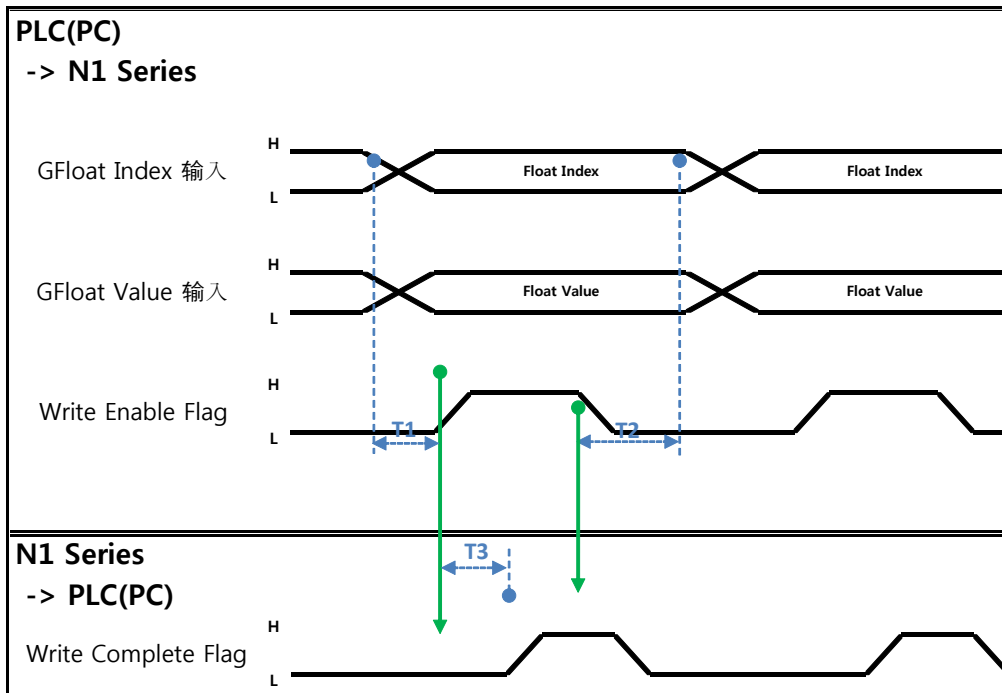 PLC(PC)
-> N1 Series
H
GFloat Index 输入
Float Index
Float Index
L
H
GFloat Value 输入
Float Value
Float Value
L
H
Write Enable Flag
L
T1
T2
N1 Series
T3
-> PLC(PC)
H
Write Complete Flag
L